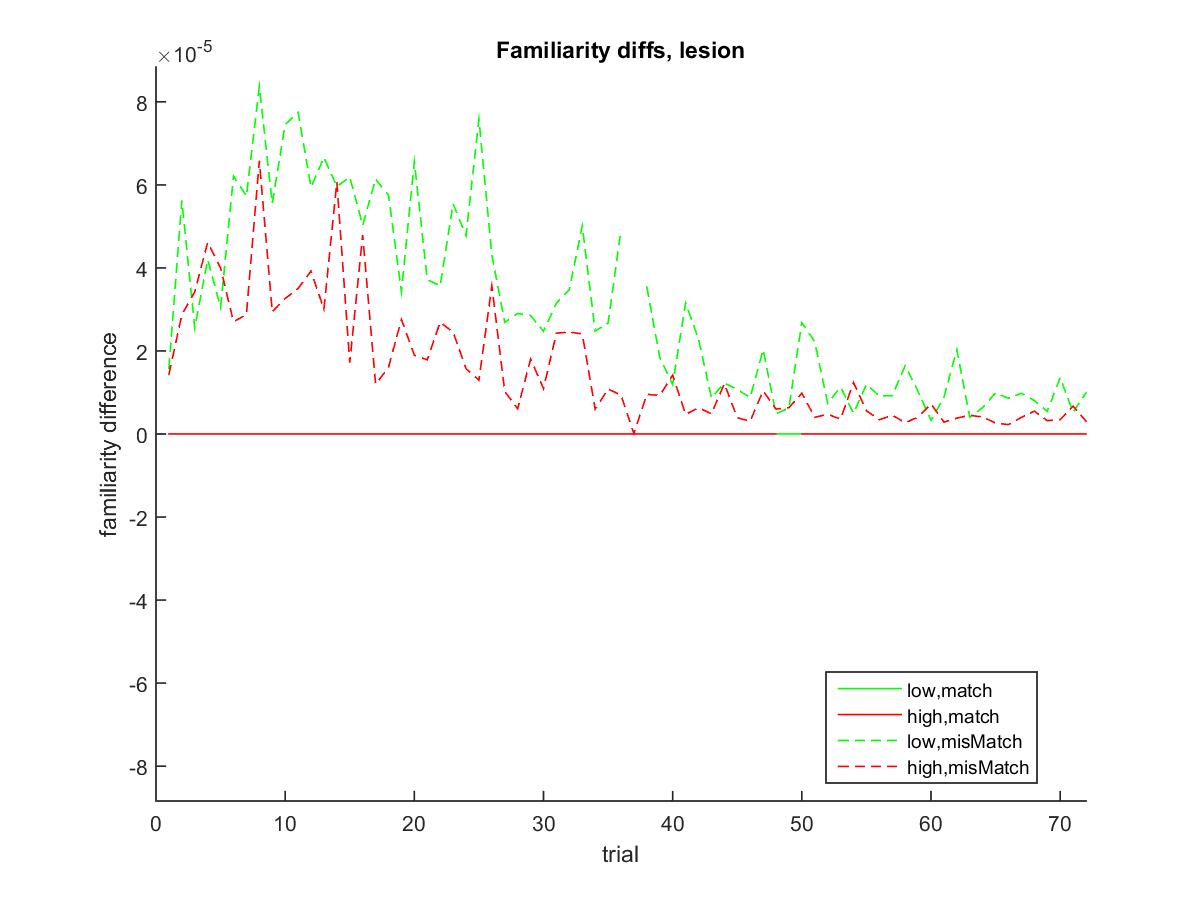 Familiarity diffs, lesion
×10-5
8
6
4
2
0
-2
-4
-6
-8
familiarity difference
0 10 20 30 40 50 60 70
trial
low,match
high,match
low,misMatch
high,misMatch